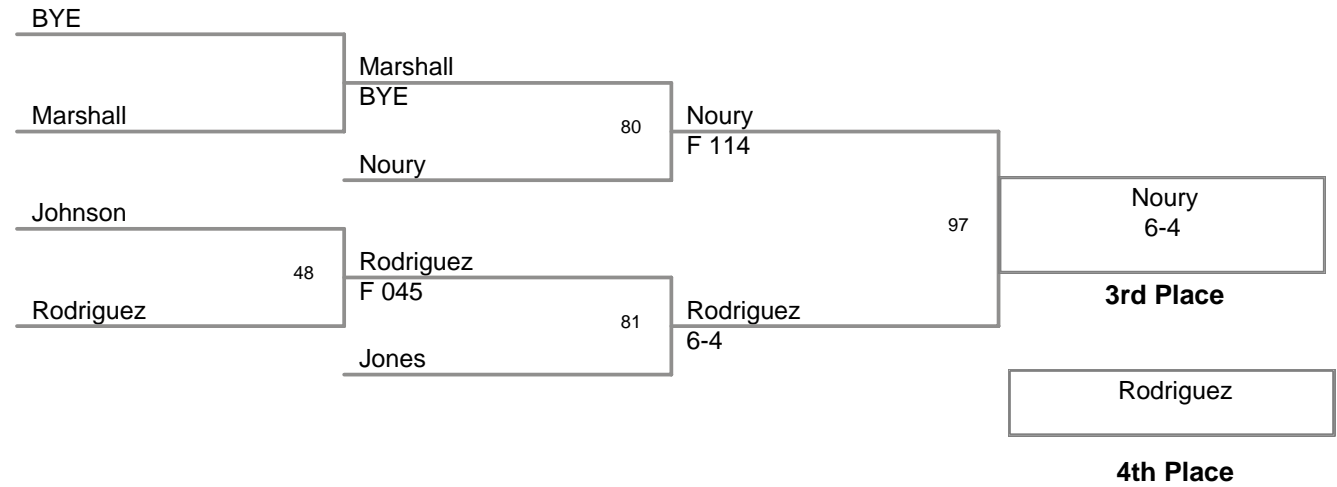 BYE
Marshall
BYE
Marshall
80
Noury
F 114
Noury
Johnson
48
Rodriguez
F 045
Rodriguez
81
Rodriguez
6-4
Jones
97
Noury
6-4
3rd Place
Rodriguez
4th Place